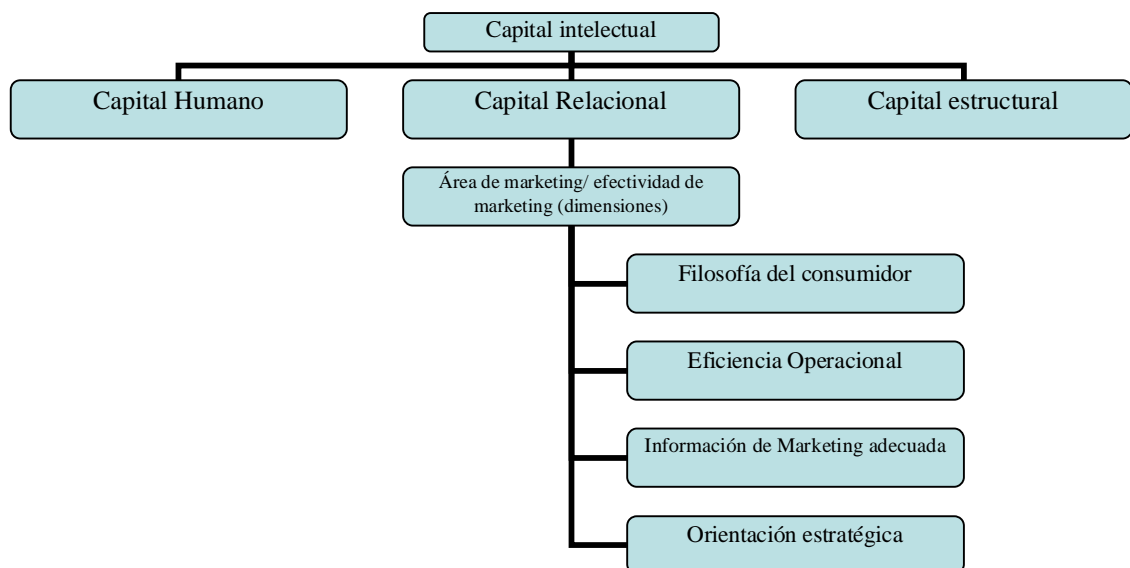 Capital intelectual
Capital Humano
Capital Relacional
Capital estructural
Área de marketing/ efectividad de
marketing (dimensiones)
Filosofía del consumidor
Eficiencia Operacional
Información de Marketing adecuada
Orientación estratégica